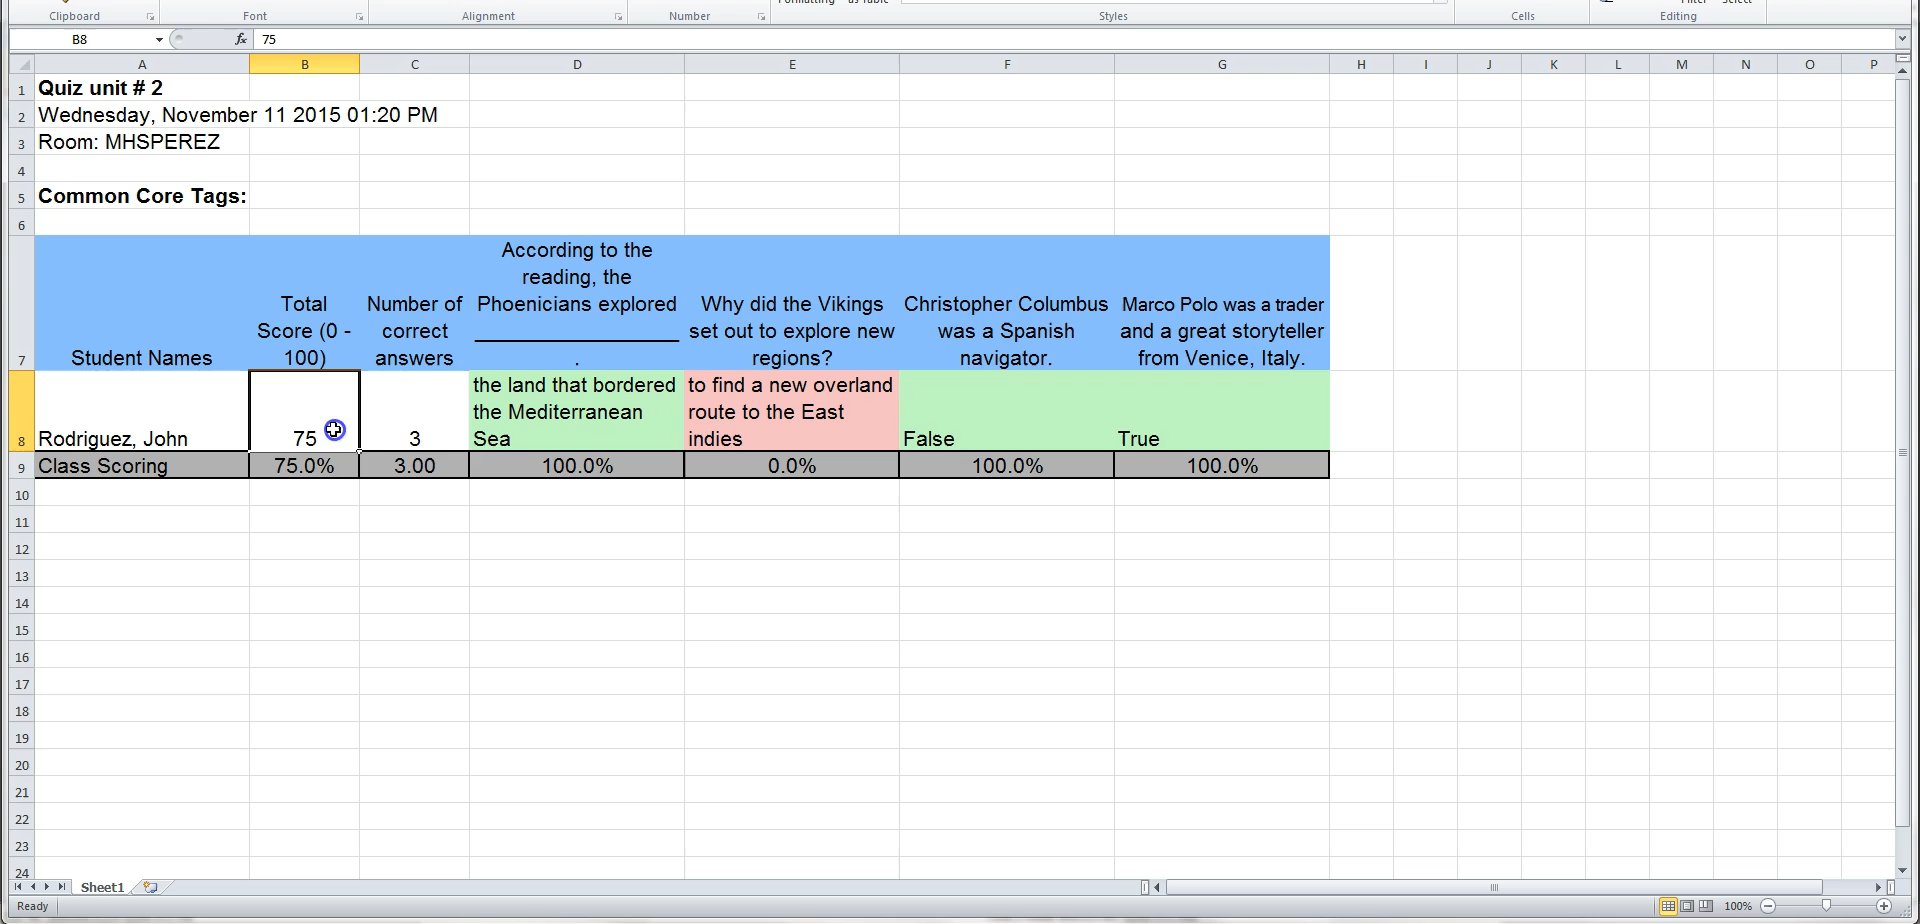 Clipboard Font Alignment Number Styles Cells Editing
B8 fx 75
A B C D E F G H I J K L M N O P
1 Quiz unit # 2
2 Wednesday, November 11 2015 01:20 PM
3 Room: MHSPEREZ
4
5 Common Core Tags:
6
According to the
reading, the
Total Number of Phoenicians explored Why did the Vikings Christopher Columbus Marco Polo was a trader
Score (0 - correct ___________________ set out to explore new was a Spanish and a great storyteller
7 Student Names 100) answers . regions? navigator. from Venice, Italy.
the land that bordered to find a new overland
the Mediterranean route to the East
8 Rodriguez, John 75 3 Sea indies False True
9 Class Scoring 75.0% 3.00 100.0% 0.0% 100.0% 100.0%
10
11
12
13
14
15
16
17
18
19
20
21
22
23
24
Sheet1
Ready 100%